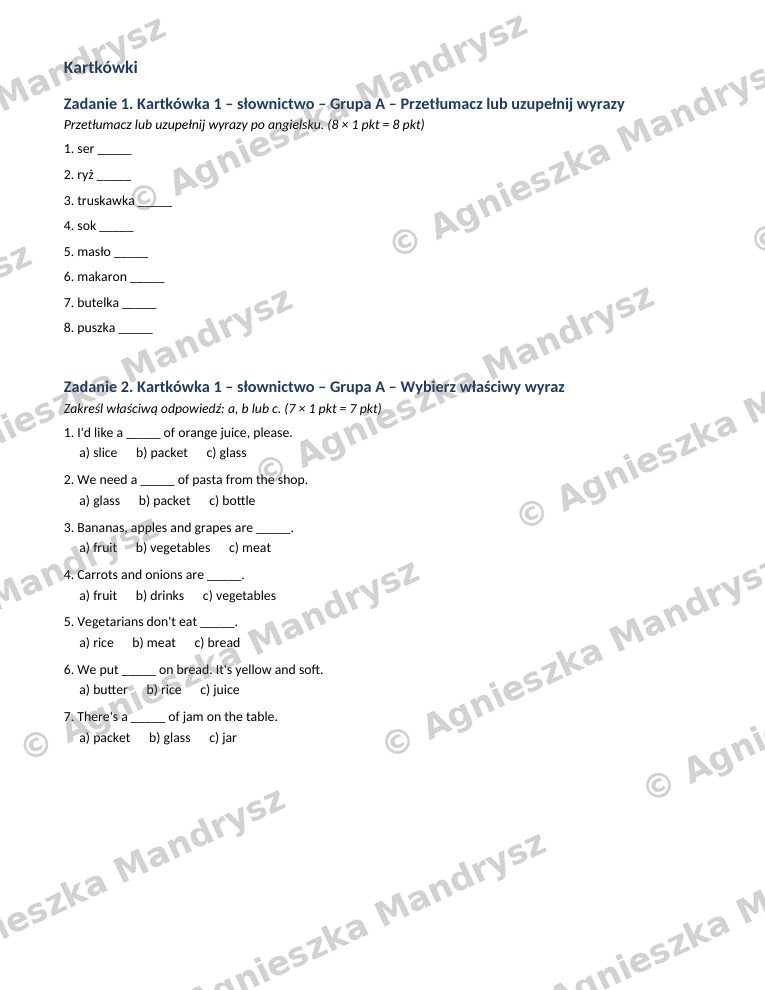 Kartkówki
Zadanie 1. Kartkówka 1 – słownictwo – Grupa A – Przetłumacz lub uzupełnij wyrazy
Przetłumacz lub uzupełnij wyrazy po angielsku. (8 × 1 pkt = 8 pkt)
1. ser _____
2. ryż _____
3. truskawka _____
4. sok _____
5. masło _____
6. makaron _____
7. butelka _____
8. puszka _____
Zadanie 2. Kartkówka 1 – słownictwo – Grupa A – Wybierz właściwy wyraz
Zakreśl właściwą odpowiedź: a, b lub c. (7 × 1 pkt = 7 pkt)
1. I'd like a _____ of orange juice, please.
a) slice b) packet c) glass
2. We need a _____ of pasta from the shop.
a) glass b) packet c) bottle
3. Bananas, apples and grapes are _____.
a) fruit b) vegetables c) meat
4. Carrots and onions are _____.
a) fruit b) drinks c) vegetables
5. Vegetarians don't eat _____.
a) rice b) meat c) bread
6. We put _____ on bread. It's yellow and soft.
a) butter b) rice c) juice
7. There's a _____ of jam on the table.
a) packet b) glass c) jar
© Agnieszka Mandrysz